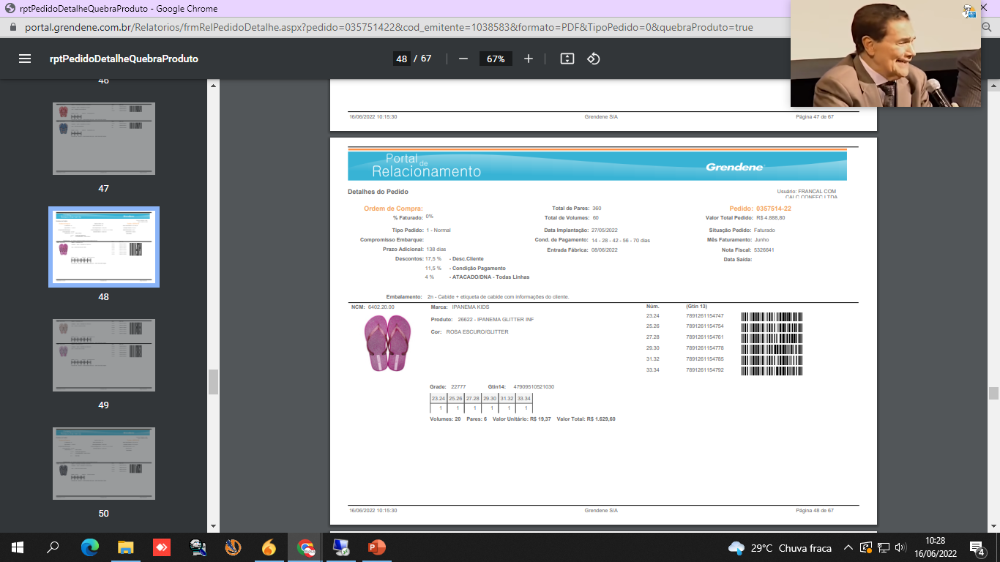 rptPedidoDetalheQuebraProduto - Google Chrome
portal.grendene.com.br/Relatorios/frmRelPedidoDetalhe.aspx?pedido=035751422&cod_emitente=1038583&formato=PDF&TipoPedido=0&quebraProduto=true
rptPedidoDetalheQuebraProduto
48 / 67
67%
46
47
48
49
50
16/06/2022 10:15:30 Grendene S/A Página 47 de 67
Portal
de
Relacionamento
Grendene
Detalhes do Pedido
Usuário: FRANCAL COM
CALC CONFEC LTDA
Ordem de Compra: Total de Pares: 360 Pedido: 0357514-22
% Faturado: 0% Total de Volumes: 60 Valor Total Pedido: R$ 4.888,80
Tipo Pedido: 1 - Normal Data Implantação: 27/05/2022 Situação Pedido: Faturado
Compromisso Embarque: Cond. de Pagamento: 14 - 28 - 42 - 56 - 70 dias Mês Faturamento: Junho
Prazo Adicional: 138 dias Entrada Fábrica: 08/06/2022 Nota Fiscal: 5326641
Descontos: 17,5 % - Desc.Cliente Data Saída:
11,5 % - Condição Pagamento
4 % - ATACADO/DNA - Todas Linhas
Embalamento: 2n - Cabide + etiqueta de cabide com informações do cliente.
NCM: 6402.20.00 Marca: IPANEMA KIDS Núm. (Gtin 13)
Produto: 26622 - IPANEMA GLITTER INF
Cor: ROSA ESCURO/GLITTER
23.24 7891261154747
25.26 7891261154754
27.28 7891261154761
29.30 7891261154778
31.32 7891261154785
33.34 7891261154792
Grade: 22777 Gtin14: 47909510521030
23.24 25.26 27.28 29.30 31.32 33.34
1 1 1 1 1 1
Volumes: 20 Pares: 6 Valor Unitário: R$ 19,37 Valor Total: R$ 1.629,60
16/06/2022 10:15:30 Grendene S/A Página 48 de 67
29°C Chuva fraca
10:28
16/06/2022
4